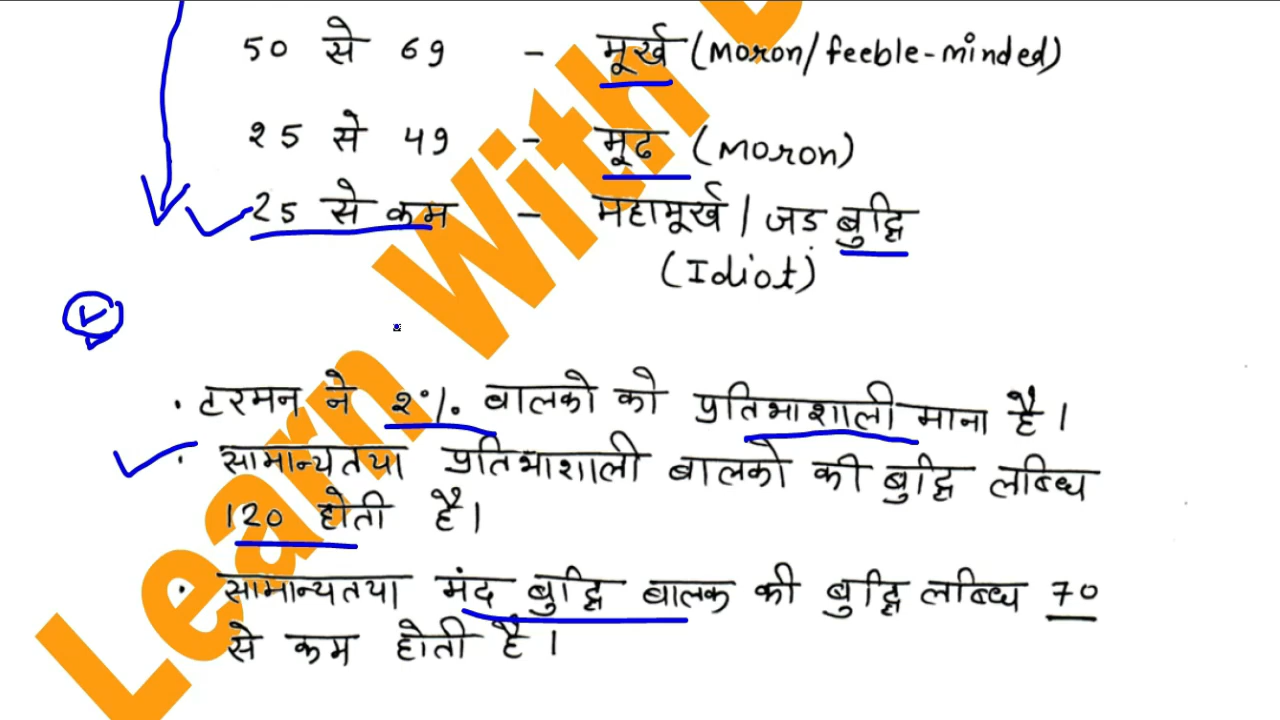 50 से 69 - मूर्ख (Moron/feeble-minded)
25 से 49 - मूढ (Moron)
25 से कम - महामूर्ख / जड बुद्धि
(Idiot)
. टरमन ने 2%. बालको को प्रतिभाशाली माना है।
. सामान्यतया प्रतिभाशाली बालको की बुद्धि लब्धि
120 होती है।
. सामान्यतया मंद बुद्धि बालक की बुद्धि लब्धि 70
से कम होती है।
Learn With